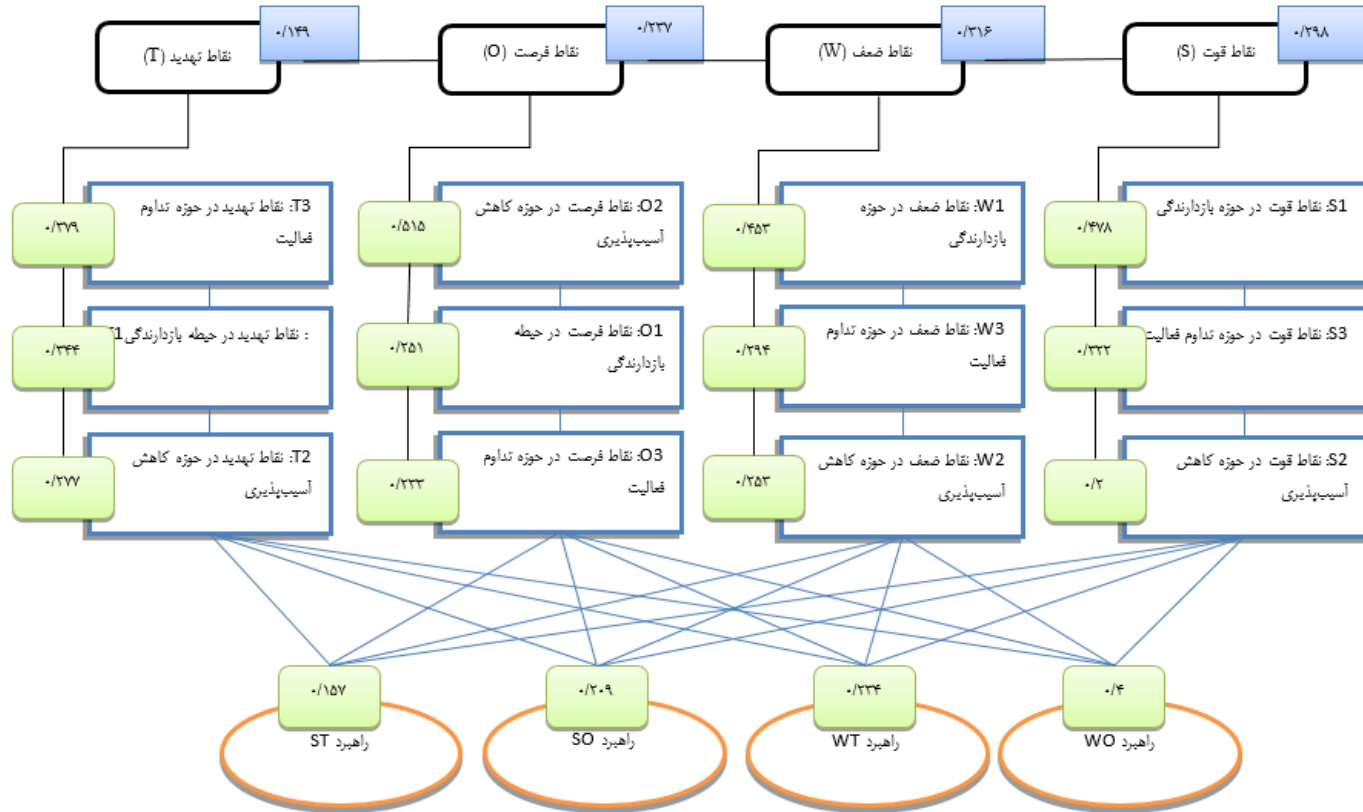 ۰/۲۹۸
نقاط قوت (S)
۰/۳۱۶
نقاط ضعف (W)
۰/۲۳۷
نقاط فرصت (O)
۰/۱۴۹
نقاط تهدید (T)
S1: نقاط قوت در حوزه بازدارندگی
۰/۴۷۸
W1: نقاط ضعف در حوزه
بازدارندگی
۰/۴۵۳
O2: نقاط فرصت در حوزه کاهش
آسیب‌پذیری
۰/۵۱۵
T3: نقاط تهدید در حوزه تداوم
فعالیت
۰/۳۷۹
S3: نقاط قوت در حوزه تداوم فعالیت
۰/۳۲۲
W3: نقاط ضعف در حوزه تداوم
فعالیت
۰/۲۹۴
O1: نقاط فرصت در حیطه
بازدارندگی
۰/۲۵۱
: نقاط تهدید در حیطه بازدارندگیT1
۰/۳۴۴
S2: نقاط قوت در حوزه کاهش
آسیب‌پذیری
۰/۲
W2: نقاط ضعف در حوزه کاهش
آسیب‌پذیری
۰/۲۵۳
O3: نقاط فرصت در حوزه تداوم
فعالیت
۰/۲۳۳
T2: نقاط تهدید در حوزه کاهش
آسیب‌پذیری
۰/۲۷۷
۰/۴
راهبرد WO
۰/۲۳۴
راهبرد WT
۰/۲۰۹
راهبرد SO
۰/۱۵۷
راهبرد ST